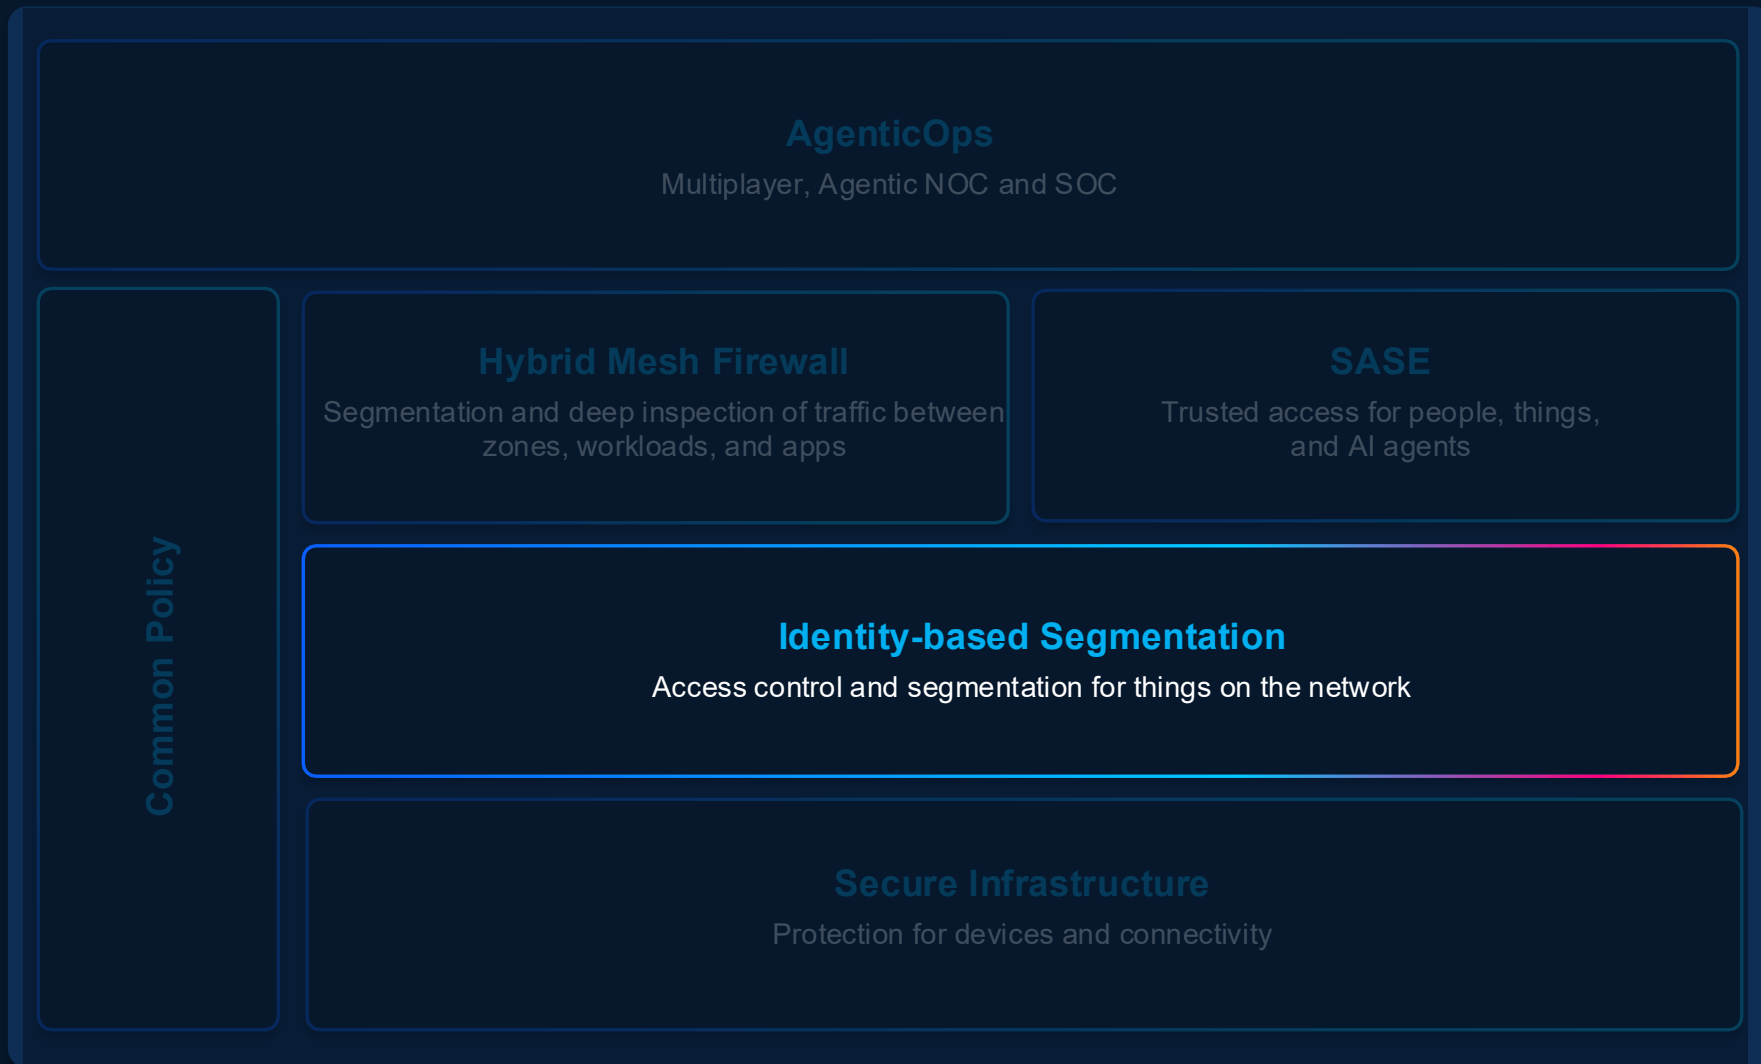 AgenticOps
Multiplayer, Agentic NOC and SOC
Common Policy
Hybrid Mesh Firewall
Segmentation and deep inspection of traffic between
zones, workloads, and apps
SASE
Trusted access for people, things,
and AI agents
Identity-based Segmentation
Access control and segmentation for things on the network
Secure Infrastructure
Protection for devices and connectivity